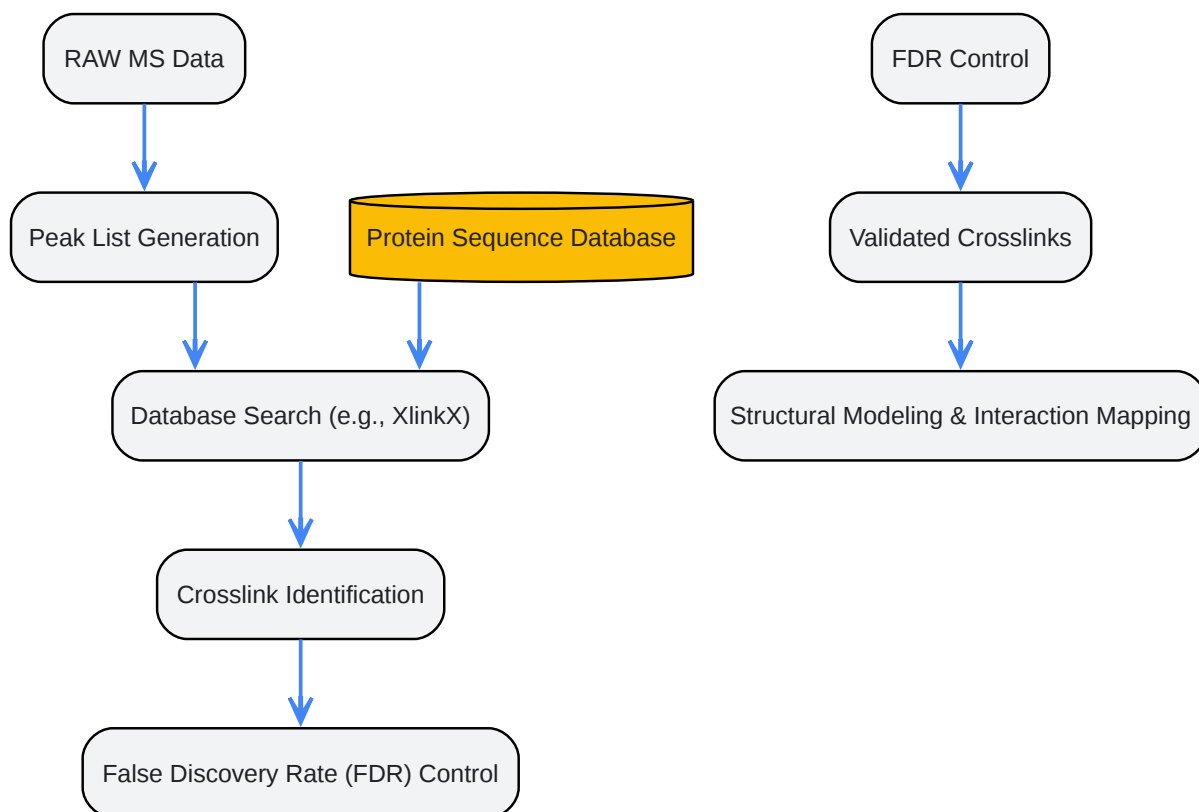 RAW MS Data
FDR Control
Peak List Generation
Protein Sequence Database
Validated Crosslinks
Database Search (e.g., XlinkX)
Structural Modeling & Interaction Mapping
Crosslink Identification
False Discovery Rate (FDR) Control